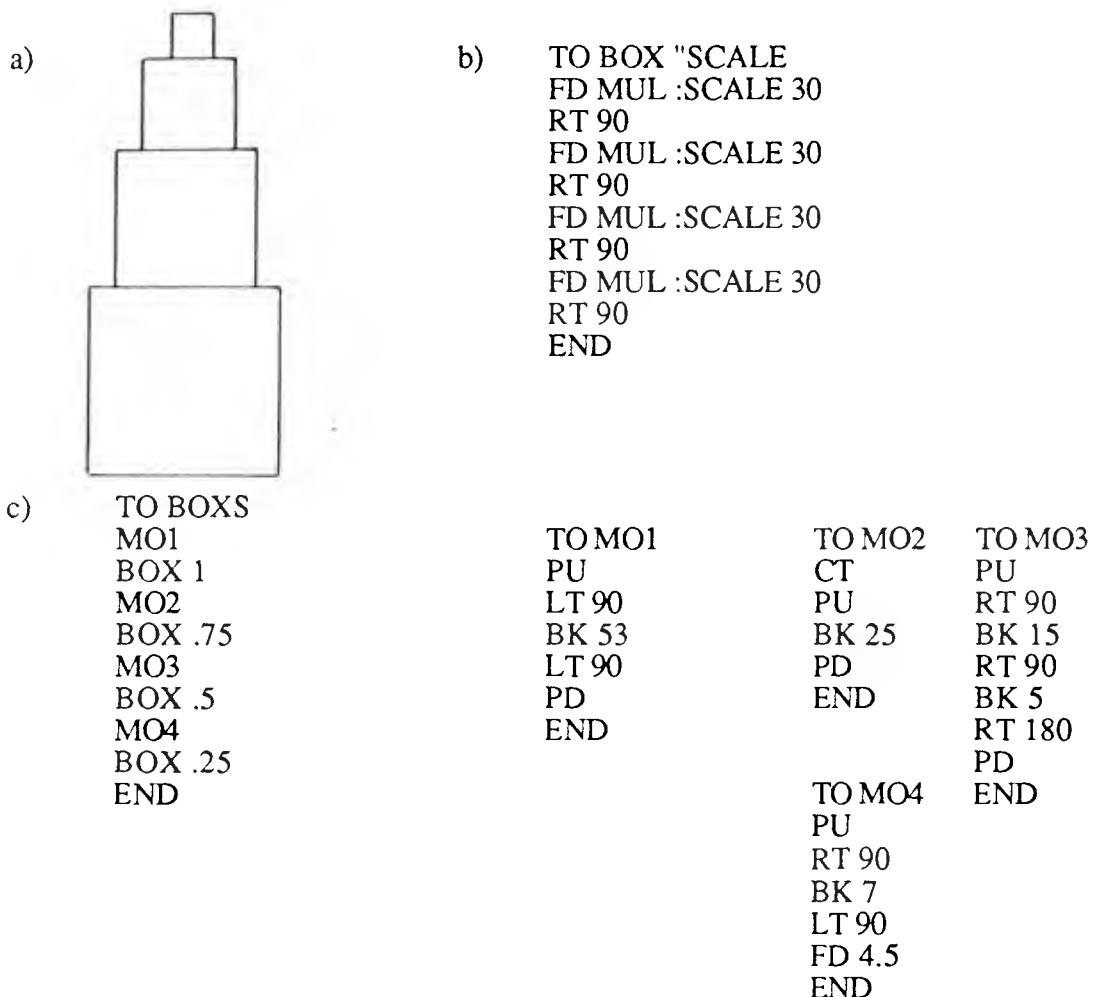 a)
b)
TO BOX "SCALE
FD MUL :SCALE 30
RT 90
FD MUL :SCALE 30
RT 90
FD MUL :SCALE 30
RT 90
FD MUL :SCALE 30
RT 90
END
c)
TO BOXS
MO1
BOX 1
MO2
BOX .75
MO3
BOX .5
MO4
BOX .25
END
TO MO1
PU
LT 90
BK 53
LT 90
PD
END
TO MO2
CT
PU
BK 25
PD
END
TO MO3
PU
RT 90
BK 15
RT 90
BK 5
RT 180
PD
END
TO MO4
PU
RT 90
BK 7
LT 90
FD 4.5
END